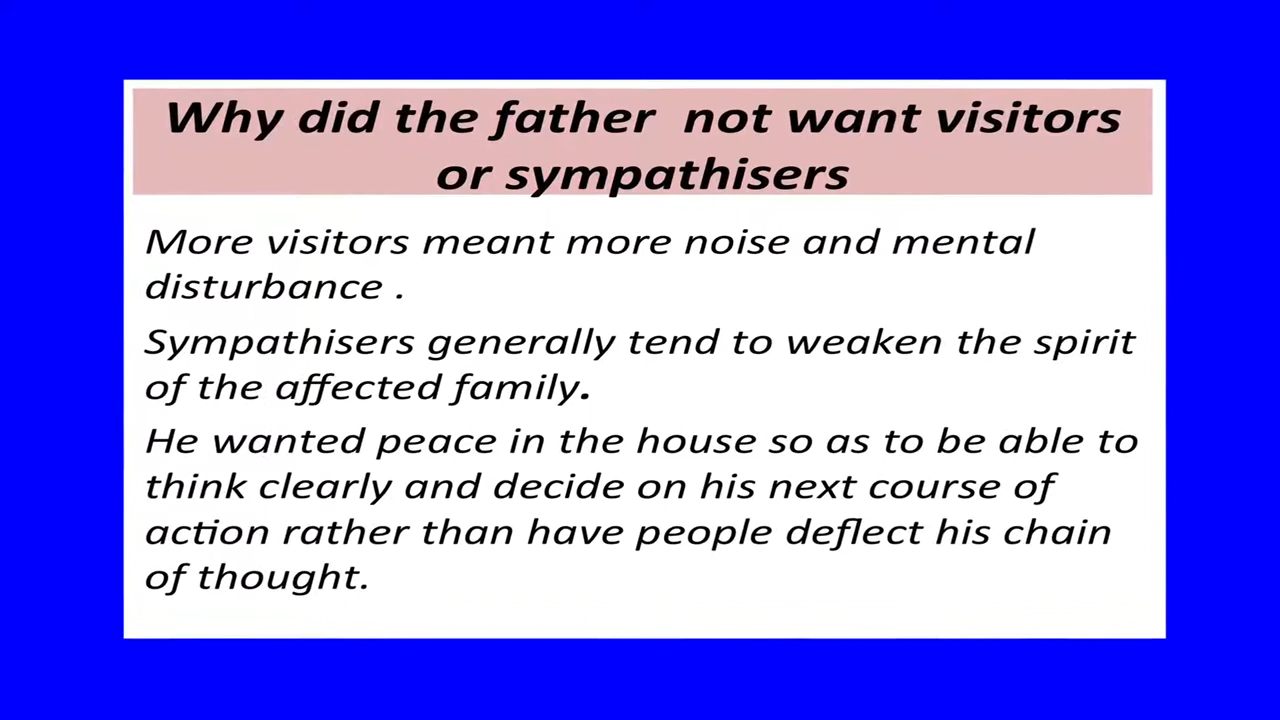 Why did the father not want visitors
or sympathisers
More visitors meant more noise and mental
disturbance .
Sympathisers generally tend to weaken the spirit
of the affected family.
He wanted peace in the house so as to be able to
think clearly and decide on his next course of
action rather than have people deflect his chain
of thought.